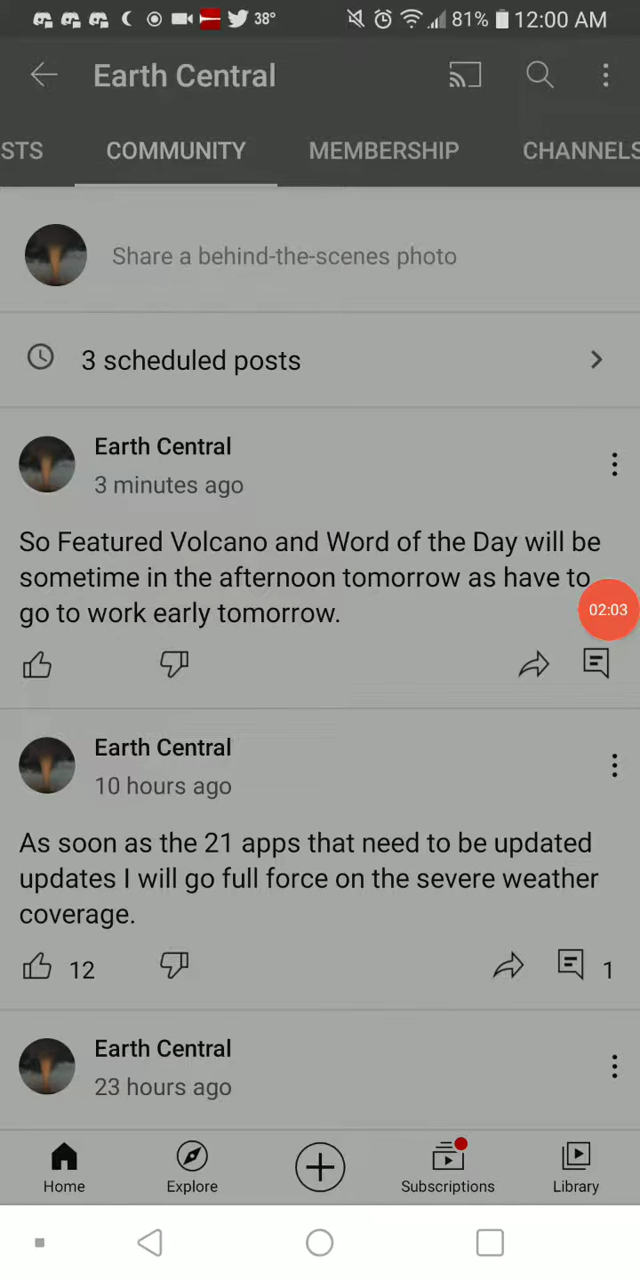 38° 81% 12:00 AM
Earth Central
STS COMMUNITY MEMBERSHIP CHANNELS
Share a behind-the-scenes photo
3 scheduled posts
Earth Central
3 minutes ago
So Featured Volcano and Word of the Day will be
sometime in the afternoon tomorrow as have to
go to work early tomorrow.
02:03
Earth Central
10 hours ago
As soon as the 21 apps that need to be updated
updates I will go full force on the severe weather
coverage.
12 1
Earth Central
23 hours ago
Home Explore Subscriptions Library